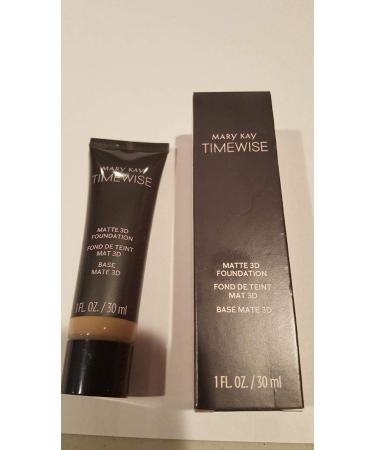 MARY KAY
TIMEWISE
MATTE 3D
FOUNDATION
FOND DE TEINT
MAT 3D
BASE
MATE 3D
1 FL. OZ. / 30 ml
MARY KAY
TIMEWISE
MATTE 3D
FOUNDATION
FOND DE TEINT
MAT 3D
BASE MATE 3D
1 FL. OZ. / 30 ml